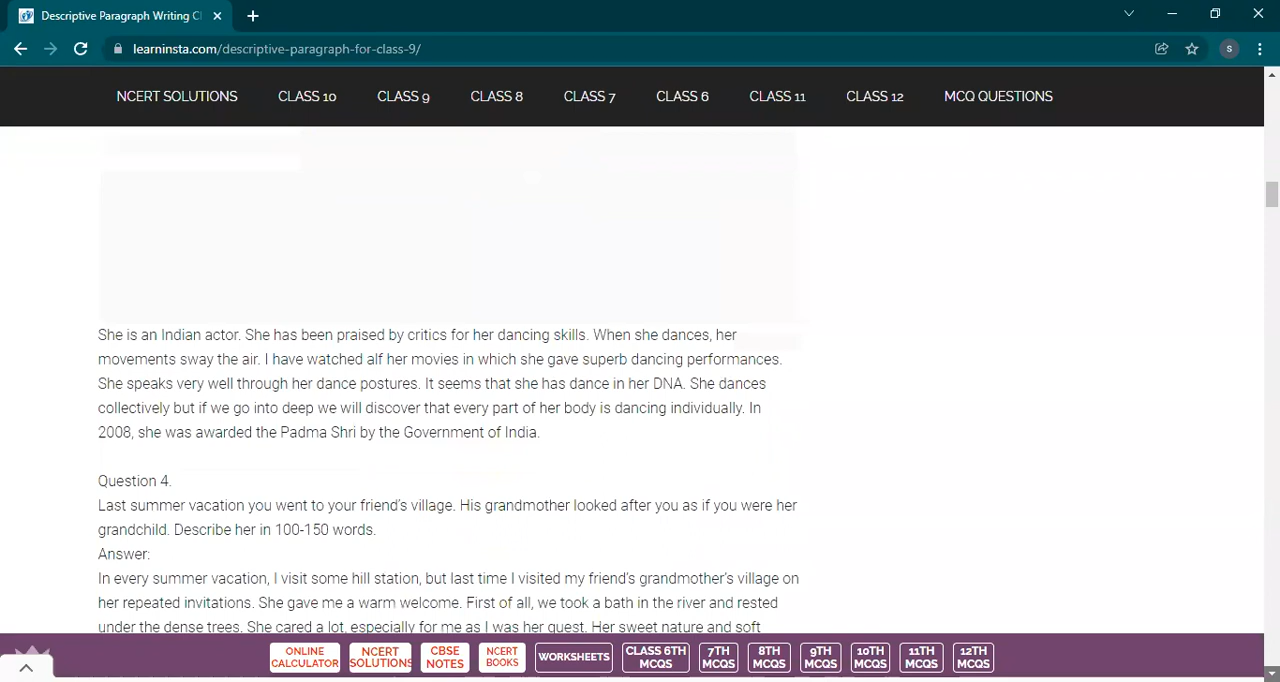 Descriptive Paragraph Writing C
learninsta.com/descriptive-paragraph-for-class-9/
S
NCERT SOLUTIONS CLASS 10 CLASS 9 CLASS 8 CLASS 7 CLASS 6 CLASS 11 CLASS 12 MCQ QUESTIONS
She is an Indian actor. She has been praised by critics for her dancing skills. When she dances, her
movements sway the air. I have watched alf her movies in which she gave superb dancing performances.
She speaks very well through her dance postures. It seems that she has dance in her DNA. She dances
collectively but if we go into deep we will discover that every part of her body is dancing individually. In
2008, she was awarded the Padma Shri by the Government of India.
Question 4.
Last summer vacation you went to your friend's village. His grandmother looked after you as if you were her
grandchild. Describe her in 100-150 words.
Answer:
In every summer vacation, I visit some hill station, but last time I visited my friend's grandmother's village on
her repeated invitations. She gave me a warm welcome. First of all, we took a bath in the river and rested
under the dense trees. She cared a lot, especially for me as I was her guest. Her sweet nature and soft
ONLINE CALCULATOR NCERT SOLUTIONS CBSE NOTES NCERT BOOKS WORKSHEETS CLASS 6TH MCQS 7TH MCQS 8TH MCQS 9TH MCQS 10TH MCQS 11TH MCQS 12TH MCQS